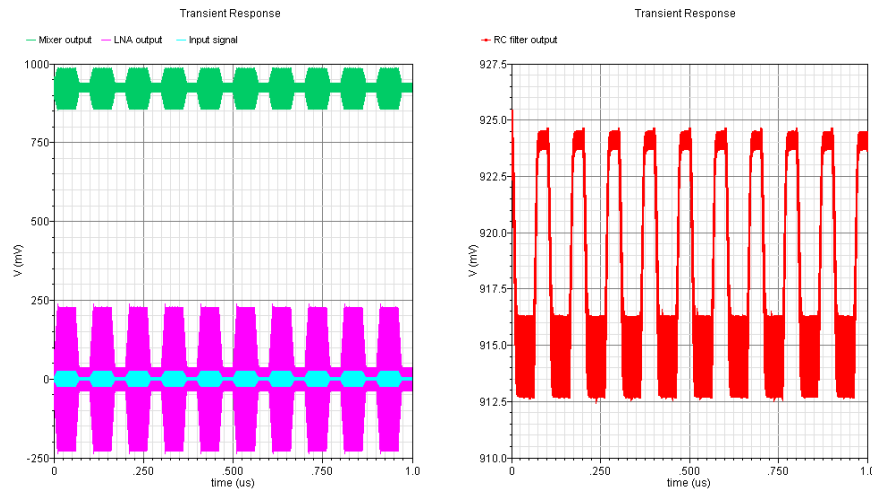 Transient Response
Mixer output LNA output Input signal
1000
750
500
250
0
-250
V (mV)
0 .250 .500 .750 1.0
time (us)
Transient Response
RC filter output
927.5
925.0
922.5
920.0
917.5
915.0
912.5
910.0
V (mV)
0 .250 .500 .750 1.0
time (us)